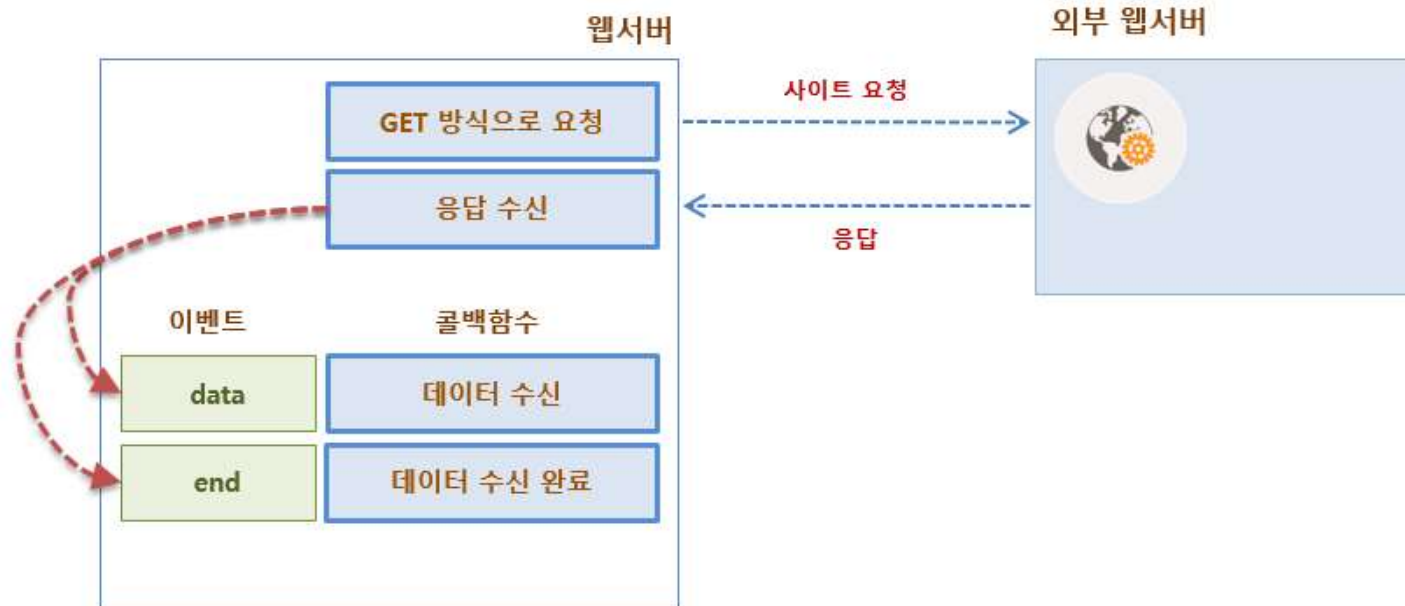 웹서버
외부 웹서버
GET 방식으로 요청
사이트 요청
응답 수신
응답
이벤트
콜백함수
data
데이터 수신
end
데이터 수신 완료